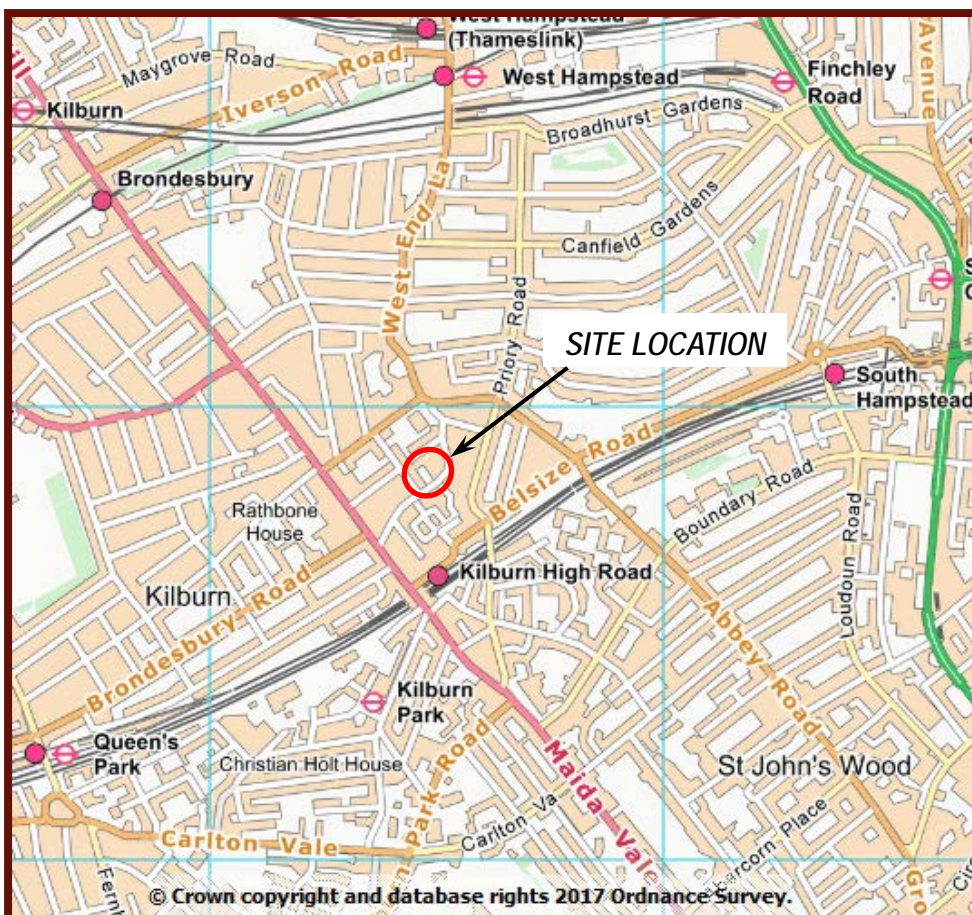 West Hampstead
(Thameslink)
Maygrove Road
Iverson Road
West Hampstead
Finchley
Road
Avenue
Kilburn
Broadhurst Gardens
Brondesbury
West End La
Canfield Gardens
Priory Road
SITE LOCATION
South
Hampstead
Belsize Road
Boundary Road
Loudoun Road
Rathbone
House
Kilburn
Kilburn High Road
Brondesbury Road
Abbey Road
Kilburn
Park
Queen's
Park
Christian Holt House
Park Road
Maida Vale
St John's Wood
Carlton Vale
Carlton Va
Place
Gro
© Crown copyright and database rights 2017 Ordnance Survey.